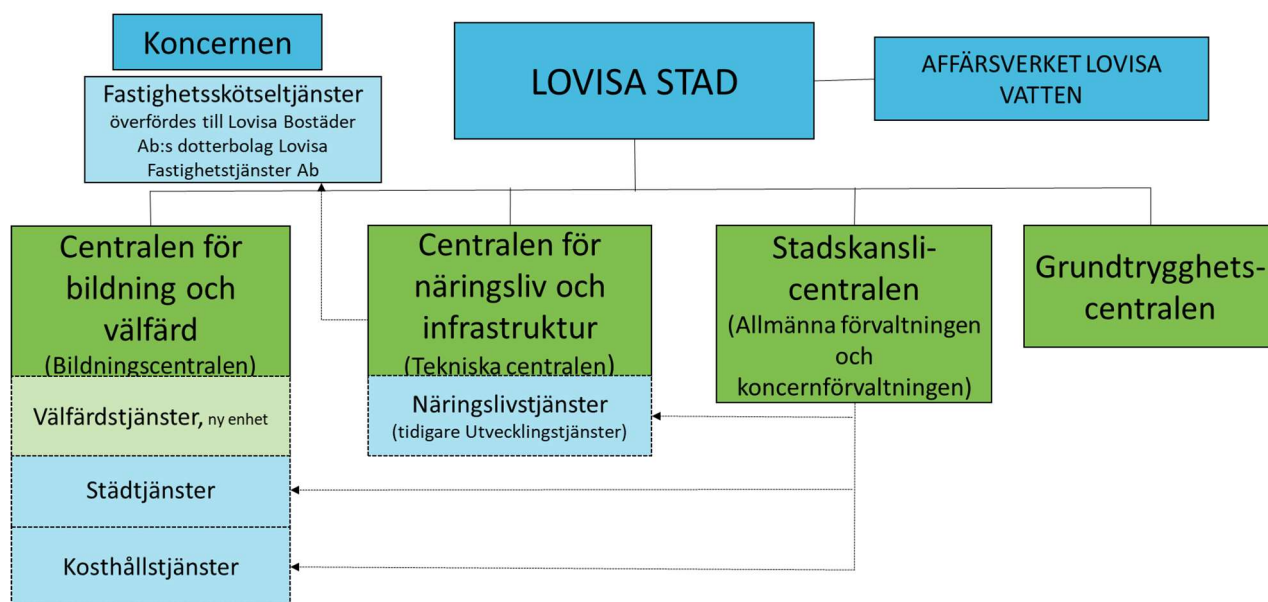 Koncernen
Fastighetsskötseltjänster
överfördes till Lovisa Bostäder
Ab:s dotterbolag Lovisa
Fastighetstjänster Ab
LOVISA STAD
AFFÄRSVERKET LOVISA
VATTEN
Centralen för
bildning och
välfärd
(Bildningscentralen)
Välfärdstjänster, ny enhet
Städtjänster
Kosthållstjänster
Centralen för
näringsliv och
infrastruktur
(Tekniska centralen)
Näringslivstjänster
(tidigare Utvecklingstjänster)
Stadskansli-
centralen
(Allmänna förvaltningen
och
koncernförvaltningen)
Grundtrygghets-
centralen